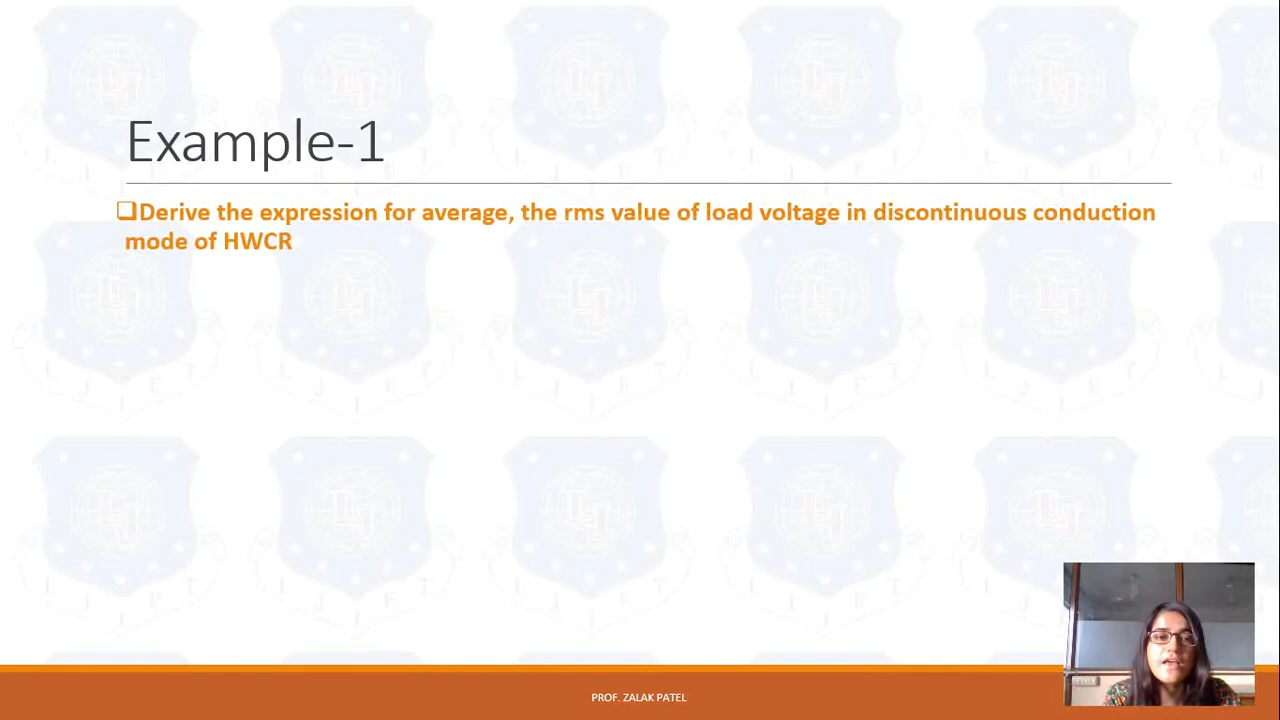 Example-1
❑Derive the expression for average, the rms value of load voltage in discontinuous conduction
mode of HWCR
PROF. ZALAK PATEL